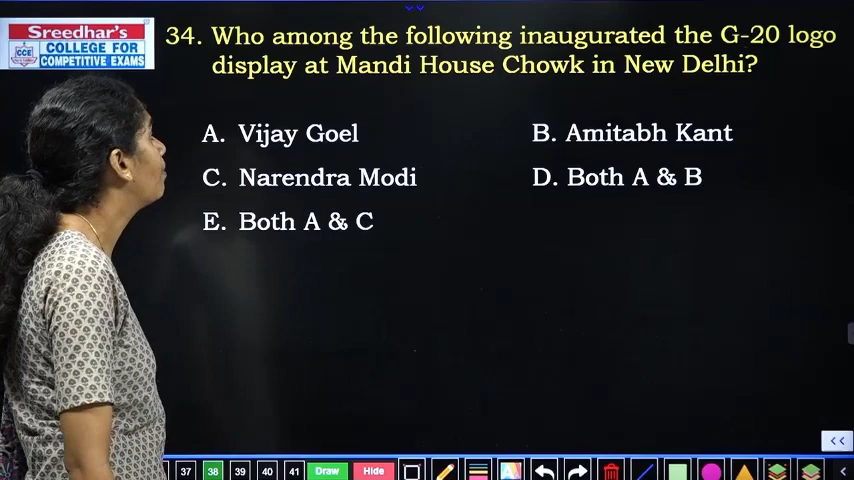 Sreedhar's
CCE
COLLEGE FOR
COMPETITIVE EXAMS
34. Who among the following inaugurated the G-20 logo
display at Mandi House Chowk in New Delhi?
A. Vijay Goel
B. Amitabh Kant
C. Narendra Modi
D. Both A & B
E. Both A & C
<<
37 38 39 40 41 Draw Hide